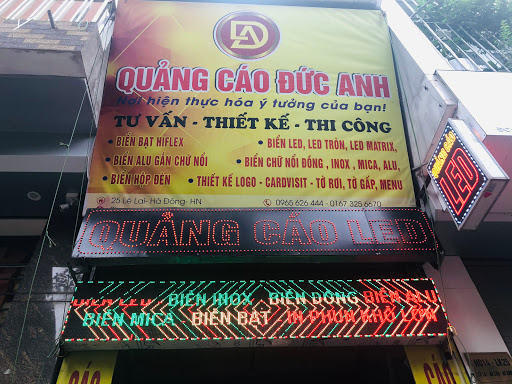 DA
QUẢNG CÁO ĐỨC ANH
Nơi hiện thực hóa ý tưởng của bạn!
TƯ VẤN - THIẾT KẾ - THI CÔNG
• BIỂN BẠT HIFLEX
• BIỂN LED, LED TRÒN, LED MATRIX,
• BIỂN ALU GẮN CHỮ NỔI
• BIỂN CHỮ NỔI ĐỒNG, INOX, MICA, ALU,
• BIỂN HỘP ĐÈN
• THIẾT KẾ LOGO - CARDVISIT - TỜ RƠI, TỜ GẤP, MENU
25 Lê Lai- Hà Đông- HN
0965 626 444 - 0167 325 6670
QUẢNG CÁO LED
LED
BIỂN LED BIỂN INOX BIỂN ĐỒNG BIỂN ALU
BIỂN MICA BIỂN BẠT IN PHUN KHỔ LỚN